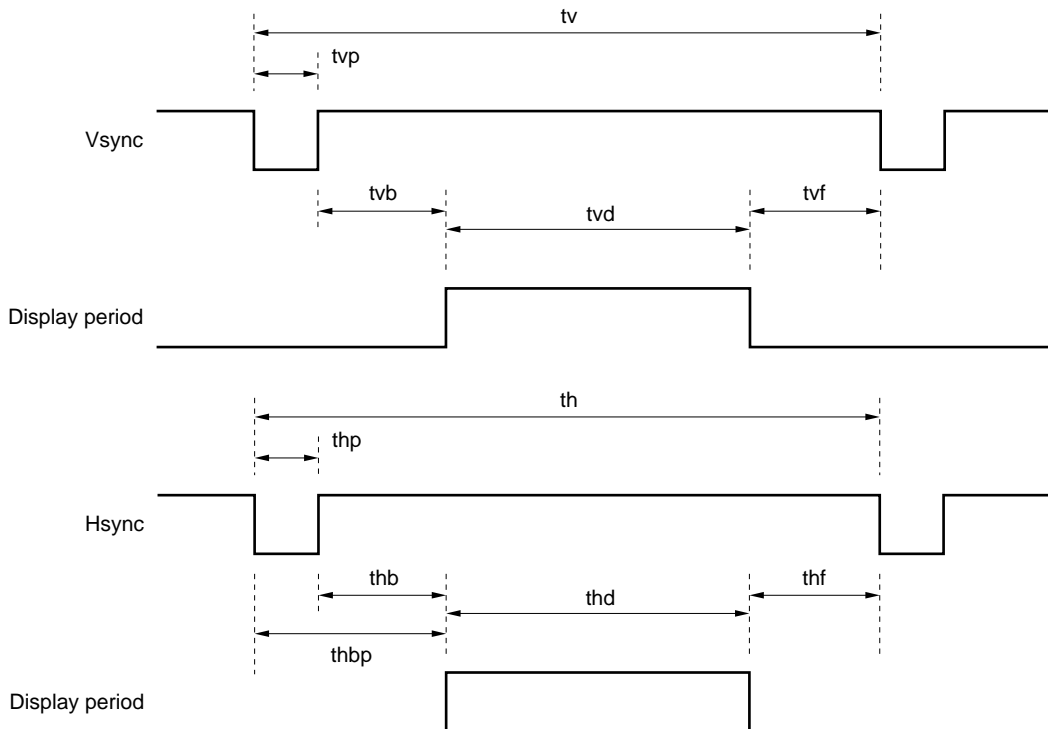 tv
tvp
Vsync
tvb
tvd
tvf
Display period
th
thp
Hsync
thb
thd
thf
thbp
Display period